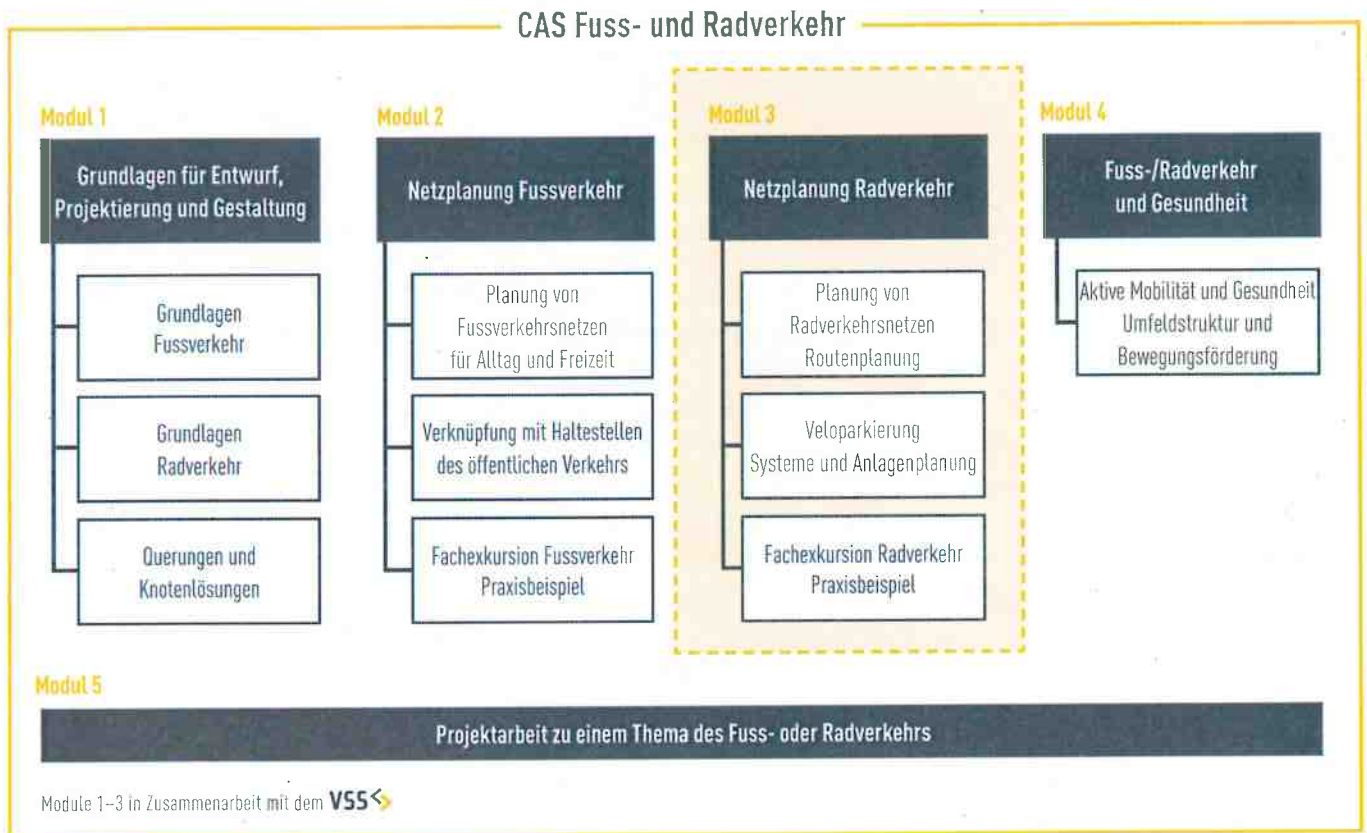 CAS Fuss- und Radverkehr
Modul 1
Grundlagen für Entwurf,
Projektierung und Gestaltung
Grundlagen
Fussverkehr
Grundlagen
Radverkehr
Querungen und
Knotenlösungen
Modul 2
Netzplanung Fussverkehr
Planung von
Fussverkehrsnetzen
für Alltag und Freizeit
Verknüpfung mit Haltestellen
des öffentlichen Verkehrs
Fachexkursion Fussverkehr
Praxisbeispiel
Modul 3
Netzplanung Radverkehr
Planung von
Radverkehrsnetzen
Routenplanung
Veloparkierung
Systeme und Anlagenplanung
Fachexkursion Radverkehr
Praxisbeispiel
Modul 4
Fuss-/Radverkehr
und Gesundheit
Aktive Mobilität und Gesundheit
Umfeldstruktur und
Bewegungsförderung
Modul 5
Projektarbeit zu einem Thema des Fuss- oder Radverkehrs
Module 1–3 in Zusammenarbeit mit dem VSS